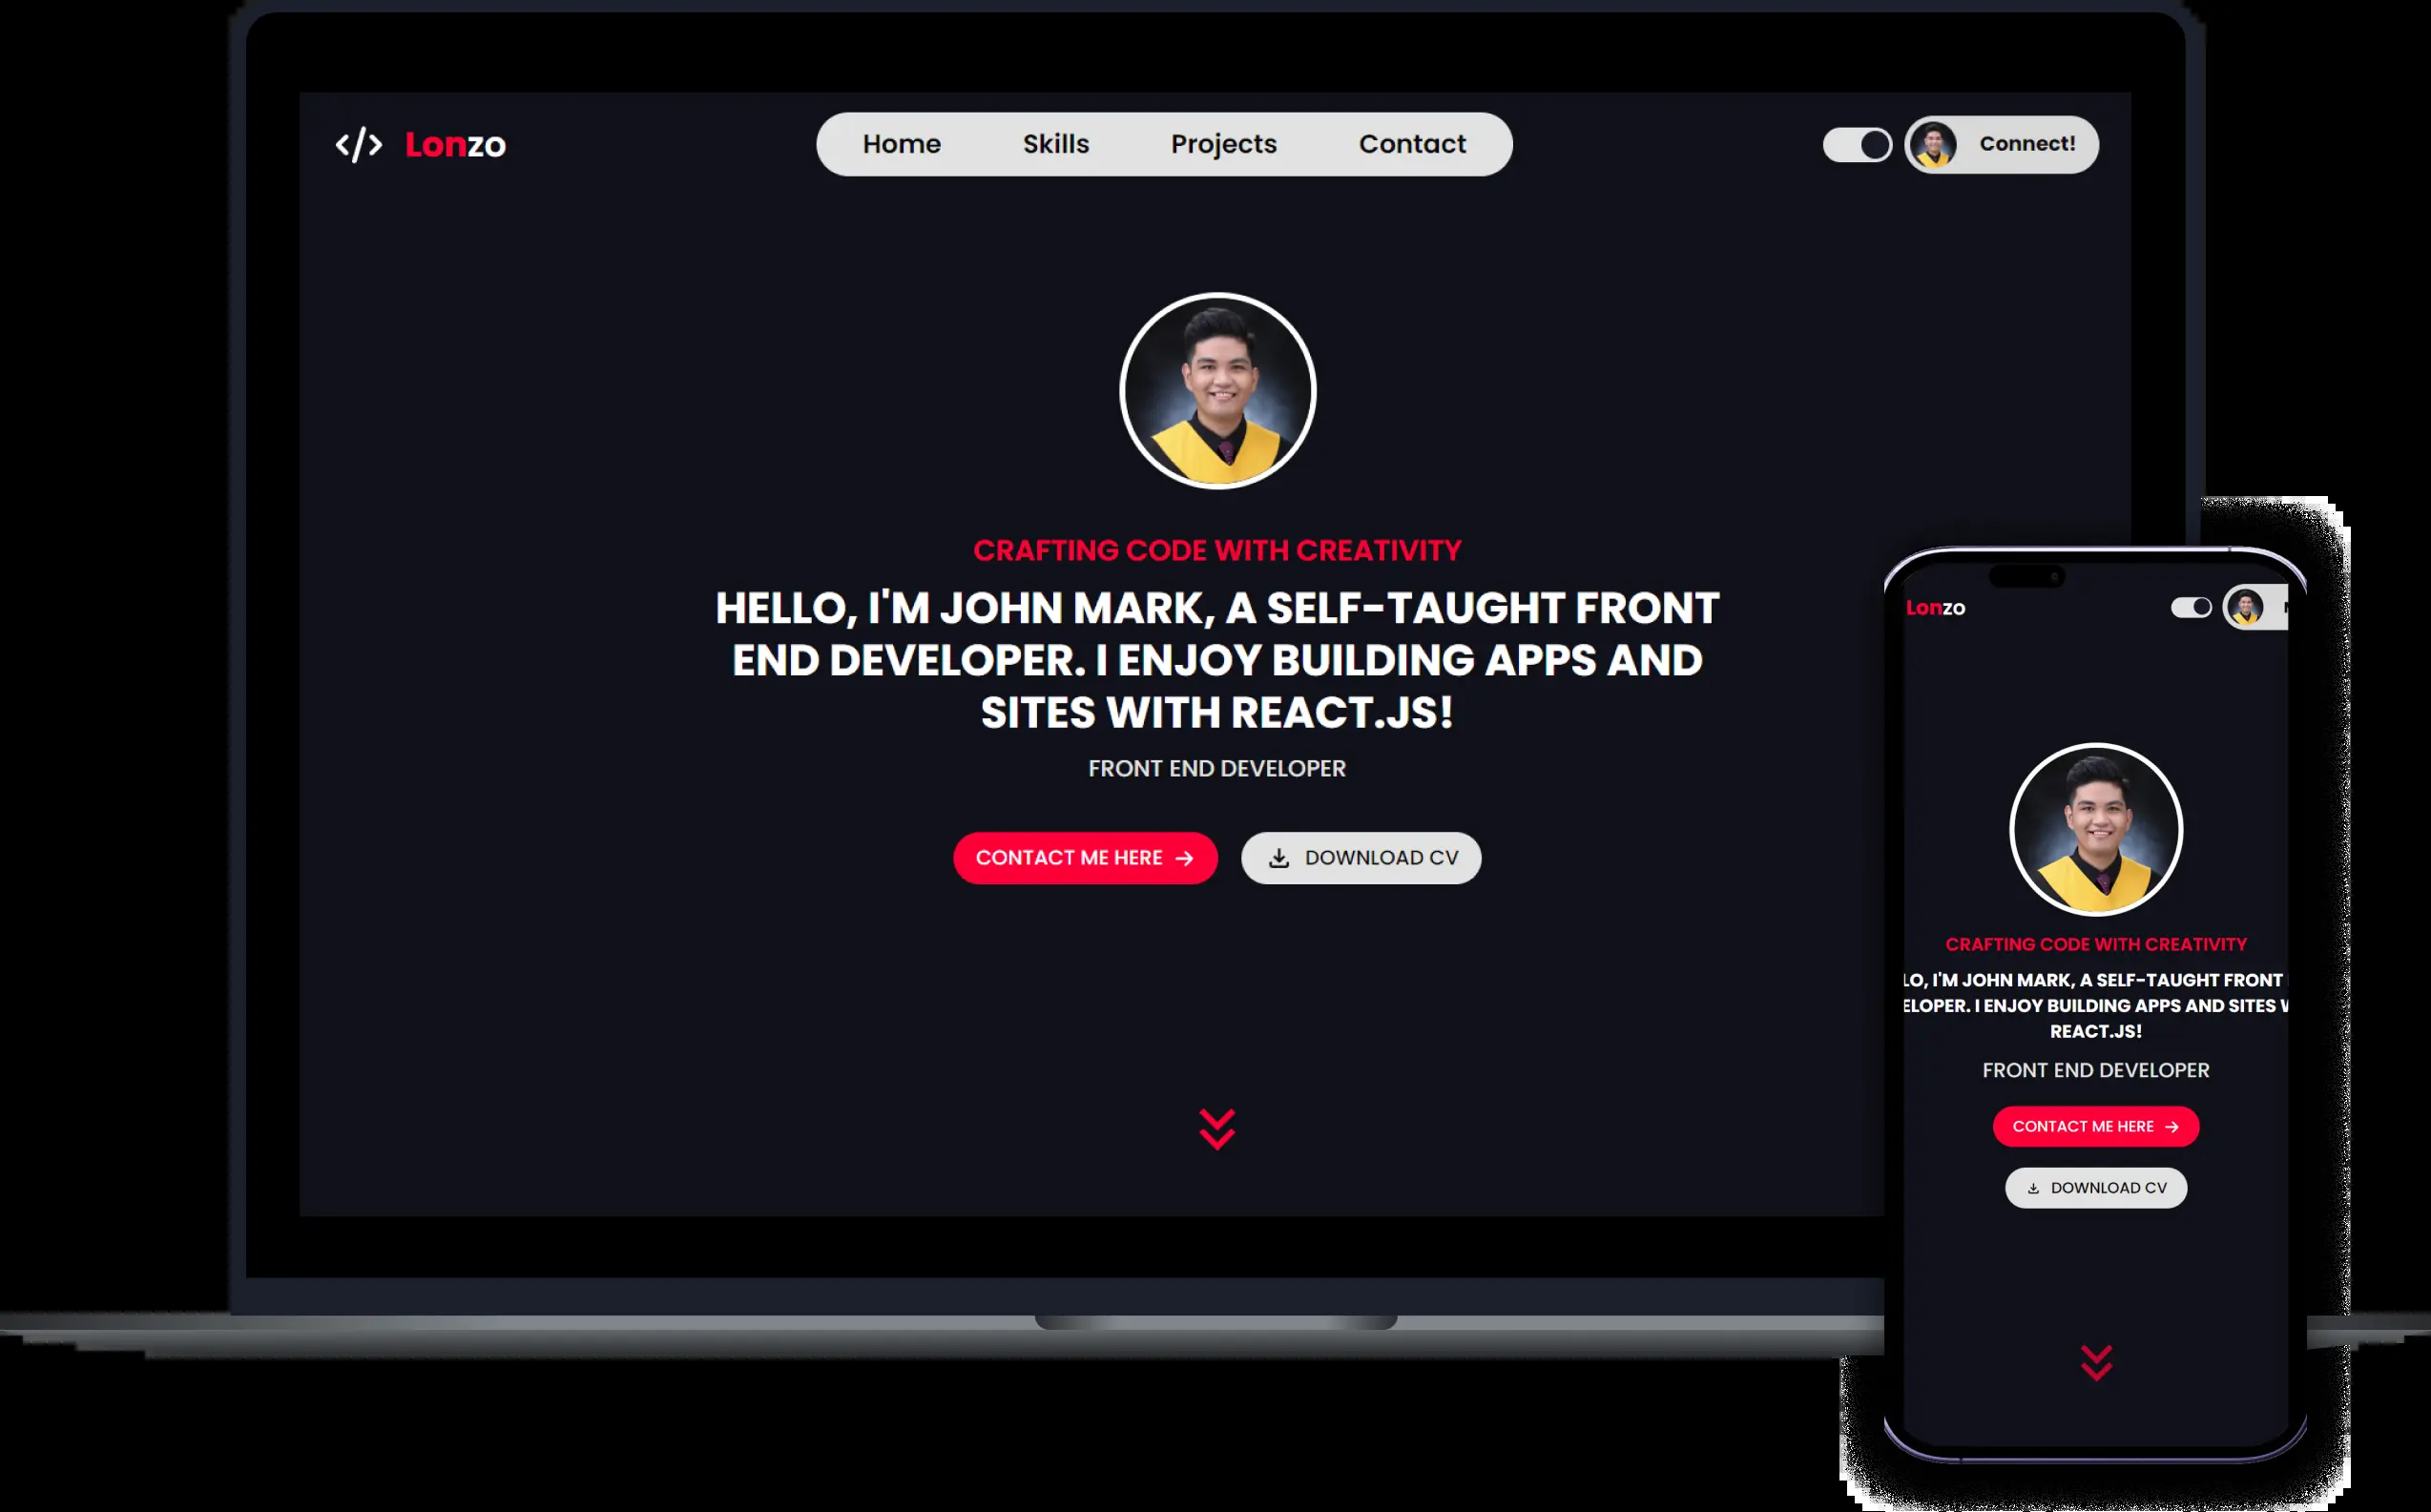 </> Lonzo
Home Skills Projects Contact
Connect!
CRAFTING CODE WITH CREATIVITY
HELLO, I'M JOHN MARK, A SELF-TAUGHT FRONT
END DEVELOPER. I ENJOY BUILDING APPS AND
SITES WITH REACT.JS!
FRONT END DEVELOPER
CONTACT ME HERE
DOWNLOAD CV
Lonzo
CRAFTING CODE WITH CREATIVITY
LO, I'M JOHN MARK, A SELF-TAUGHT FRONT
ELOPER. I ENJOY BUILDING APPS AND SITES
REACT.JS!
FRONT END DEVELOPER
CONTACT ME HERE
DOWNLOAD CV